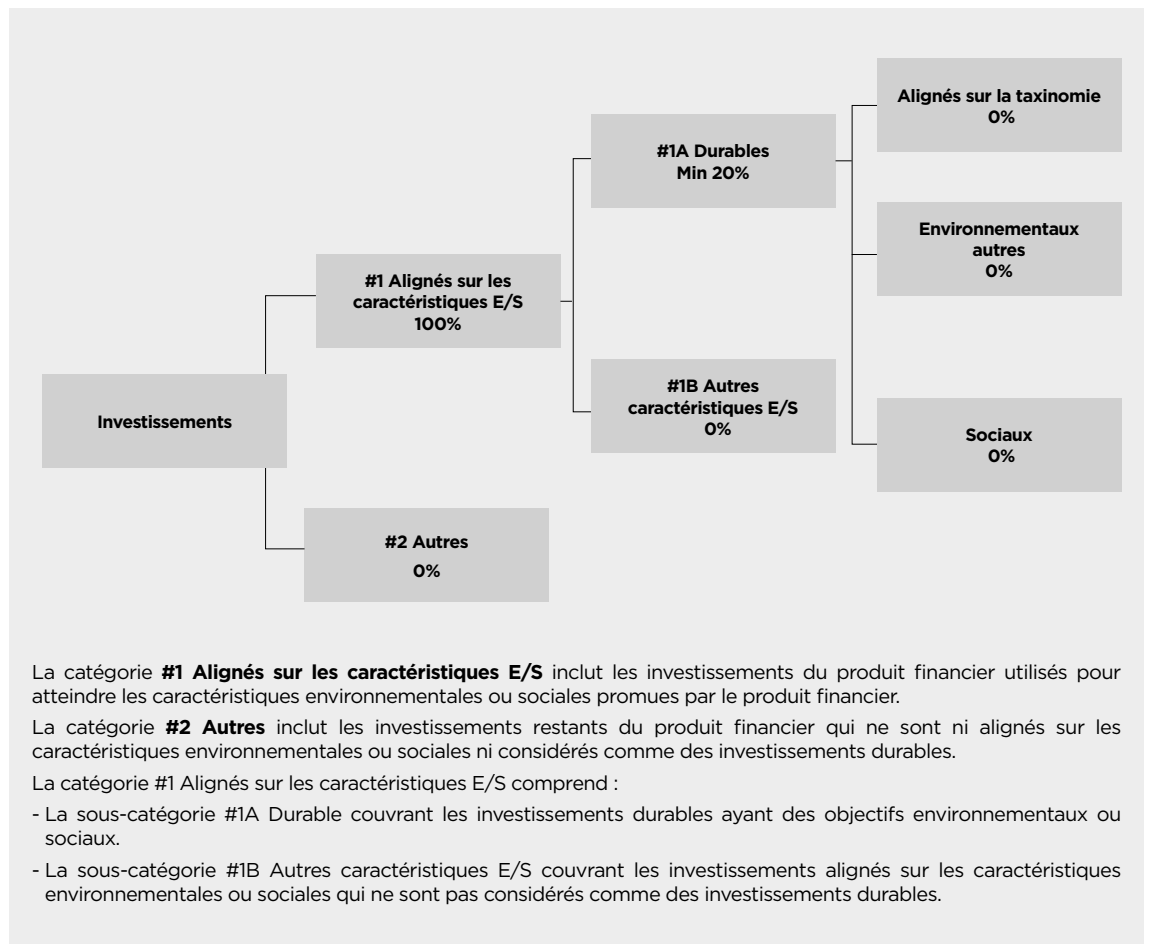 Alignés sur la taxinomie
0%
#1A Durables
Min 20%
Environnementaux
autres
0%
#1 Alignés sur les
caractéristiques E/S
100%
#1B Autres
caractéristiques E/S
0%
Investissements
Sociaux
0%
#2 Autres
0%
La catégorie #1 Alignés sur les caractéristiques E/S inclut les investissements du produit financier utilisés pour
atteindre les caractéristiques environnementales ou sociales promues par le produit financier.
La catégorie #2 Autres inclut les investissements restants du produit financier qui ne sont ni alignés sur les
caractéristiques environnementales ou sociales ni considérés comme des investissements durables.
La catégorie #1 Alignés sur les caractéristiques E/S comprend :
- La sous-catégorie #1A Durable couvrant les investissements durables ayant des objectifs environnementaux ou
sociaux.
- La sous-catégorie #1B Autres caractéristiques E/S couvrant les investissements alignés sur les caractéristiques
environnementales ou sociales qui ne sont pas considérés comme des investissements durables.